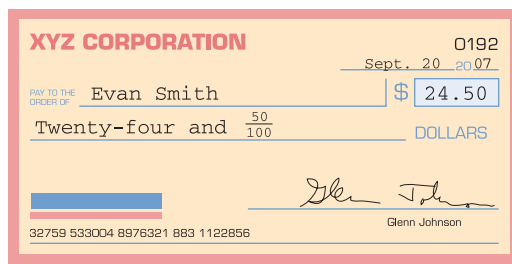 XYZ CORPORATION
0192
Sept. 20 2007
PAY TO THE
ORDER OF Evan Smith $ 24.50
Twenty-four and 50/100 DOLLARS
Glen Johnson
Glenn Johnson
32759 533004 8976321 883 1122856